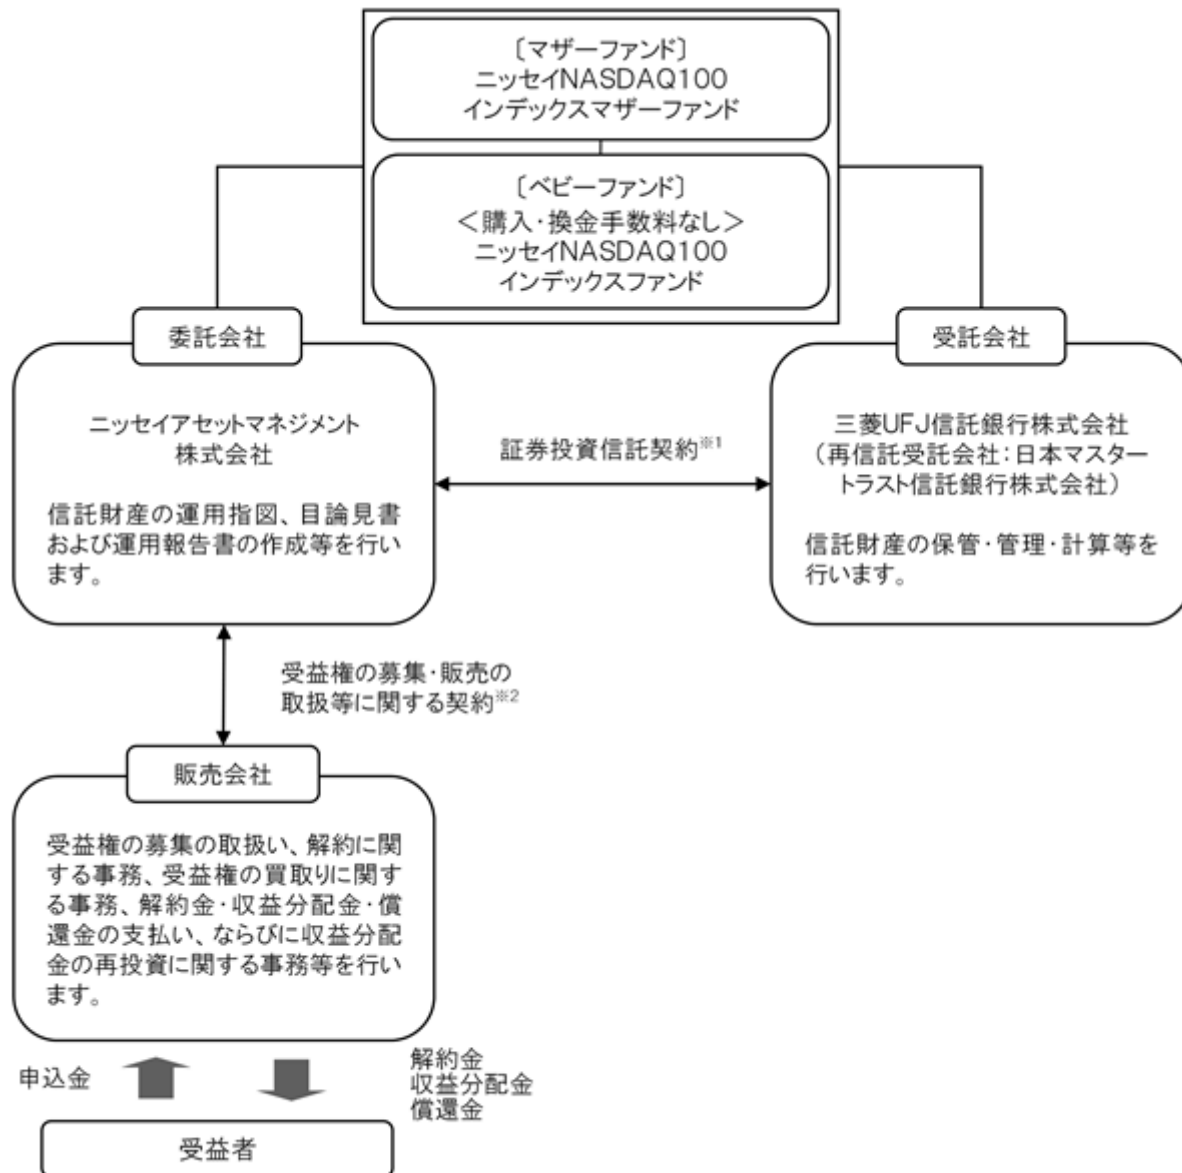 〔マザーファンド〕
ニッセイNASDAQ100
インデックスマザーファンド
〔ベビーファンド〕
＜購入・換金手数料なし＞
ニッセイNASDAQ100
インデックスファンド
委託会社
ニッセイアセットマネジメント
株式会社
信託財産の運用指図、目論見書
および運用報告書の作成等を行い
ます。
証券投資信託契約※1
受託会社
三菱UFJ信託銀行株式会社
（再信託受託会社：日本マスター
トラスト信託銀行株式会社）
信託財産の保管・管理・計算等を
行います。
受益権の募集・販売の
取扱等に関する契約※2
販売会社
受益権の募集の取扱い、解約に関
する事務、受益権の買取りに関す
る事務、解約金・収益分配金・償
還金の支払い、ならびに収益分配
金の再投資に関する事務等を行い
ます。
申込金
解約金
収益分配金
償還金
受益者